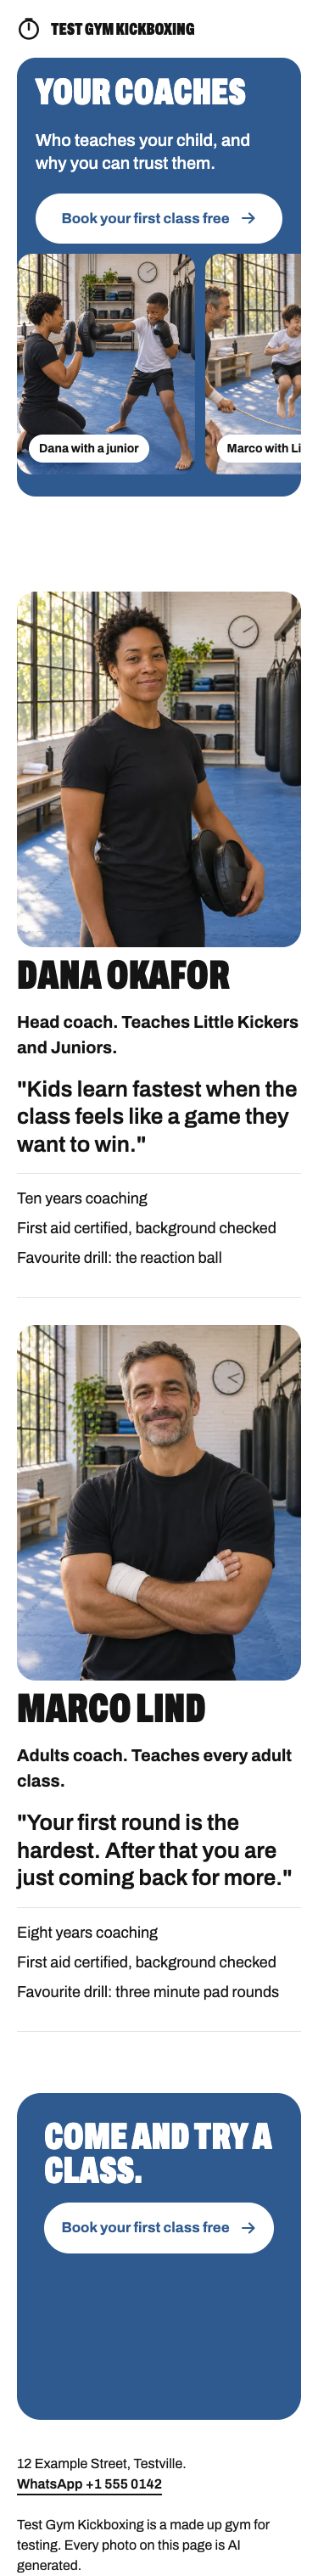 TEST GYM KICKBOXING
YOUR COACHES
Who teaches your child, and
why you can trust them.
Book your first class free
Dana with a junior
Marco with Li
DANA OKAFOR
Head coach. Teaches Little Kickers
and Juniors.
"Kids learn fastest when the
class feels like a game they
want to win."
Ten years coaching
First aid certified, background checked
Favourite drill: the reaction ball
MARCO LIND
Adults coach. Teaches every adult
class.
"Your first round is the
hardest. After that you are
just coming back for more."
Eight years coaching
First aid certified, background checked
Favourite drill: three minute pad rounds
COME AND TRY A
CLASS.
Book your first class free
12 Example Street, Testville.
WhatsApp +1 555 0142
Test Gym Kickboxing is a made up gym for
testing. Every photo on this page is AI
generated.